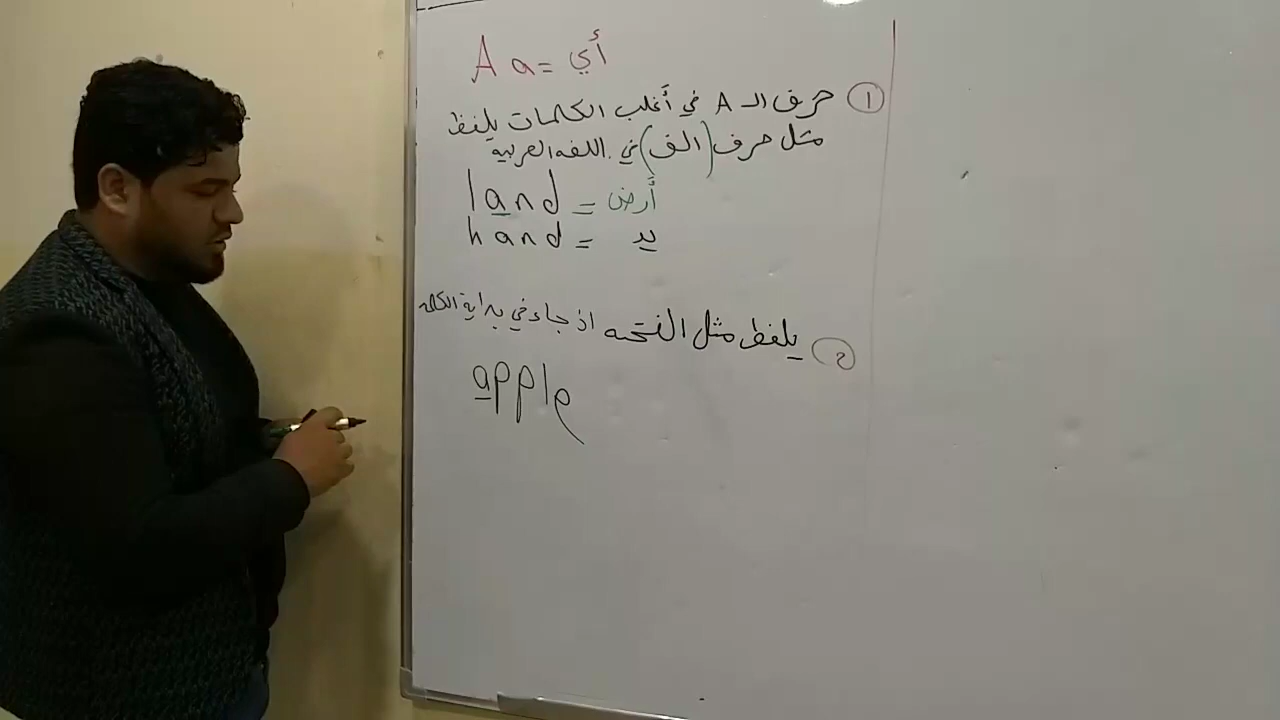 A a = أي
① حرف الـ A في أغلب الكلمات يلفظ
مثل حرف (الف) في اللغه العربيه
land = أرض
hand = يد
② يلفظ مثل الفتحه اذ جاء في بداية الكلمه
apple